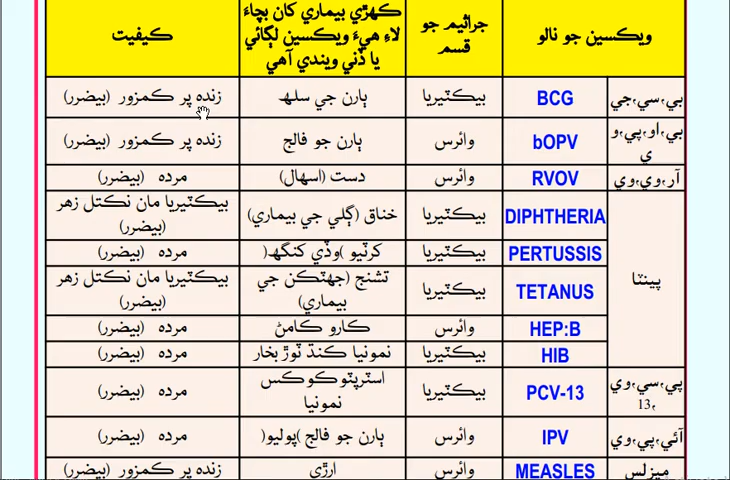 ويڪسين جو نالو
جراثيم جو
قسم
ڪهڙي بيماري کان بچاءَ
لاءِ هيءَ ويڪسين لڳائي
يا ڏني ويندي آهي
ڪيفيت
بي،سي،جي BCG بيڪٽيريا ٻارن جي سلهه زنده پر ڪمزور (بيضرر)
بي،او،پي،و
ي
bOPV وائرس ٻارن جو فالج زنده پر ڪمزور (بيضرر)
آر،وي،وي RVOV وائرس دست (اسهال) مرده (بيضرر)
پينٽا
DIPHTHERIA بيڪٽيريا خناق (ڳلي جي بيماري) بيڪٽيريا مان نڪتل زهر
(بيضرر)
PERTUSSIS بيڪٽيريا ڪرٽيو )وڏي کنگهه( مرده (بيضرر)
TETANUS بيڪٽيريا تشنج (جهٽڪن جي
بيماري)
بيڪٽيريا مان نڪتل زهر
(بيضرر)
HEP:B وائرس ڪارو ڪامڻ مرده (بيضرر)
HIB بيڪٽيريا نمونيا ڪنڌ ٽوڙ بخار مرده (بيضرر)
پي،سي،وي
،13
PCV-13 بيڪٽيريا اسٽريپٽوڪوڪس
نمونيا
مرده (بيضرر)
آئي،پي،وي IPV وائرس ٻارن جو فالج )پوليو( مرده (بيضرر)
ميزلس MEASLES وائرس ارڙي زنده پر ڪمزور (بيضرر)